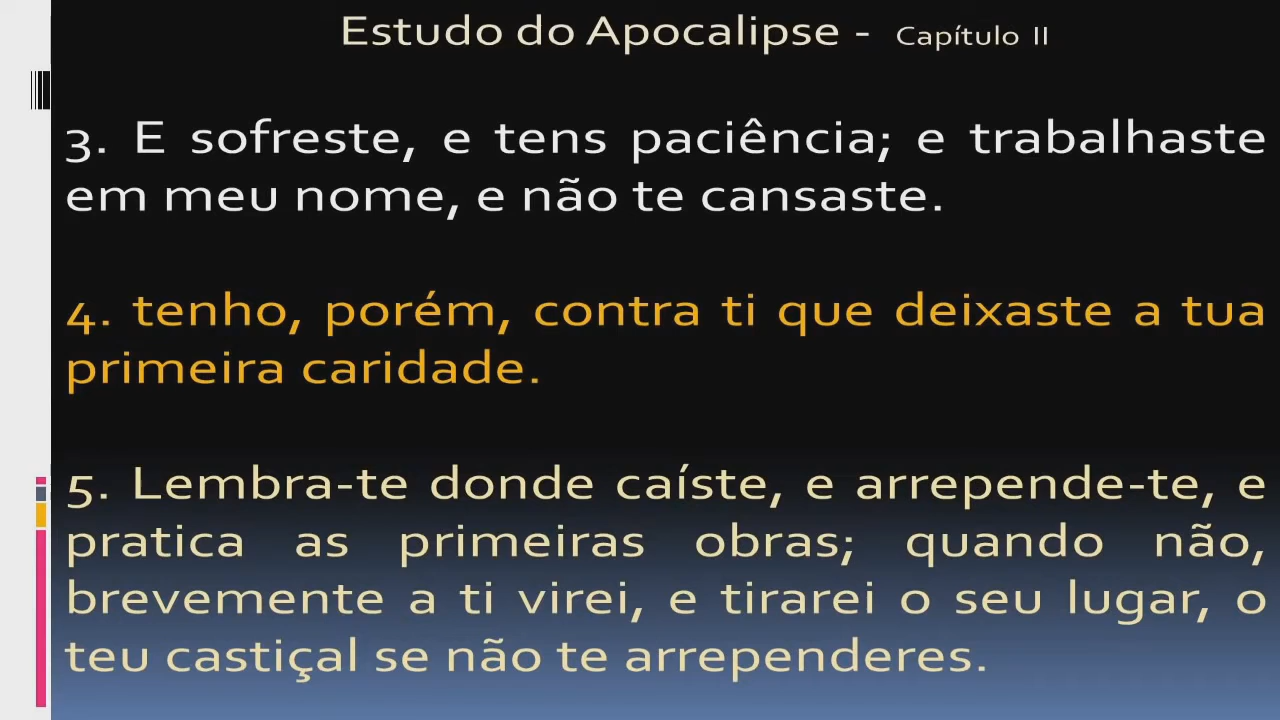 Estudo do Apocalipse - Capítulo II
3. E sofreste, e tens paciência; e trabalhaste
em meu nome, e não te cansaste.
4. tenho, porém, contra ti que deixaste a tua
primeira caridade.
5. Lembra-te donde caíste, e arrepende-te, e
pratica as primeiras obras; quando não,
brevemente a ti virei, e tirarei o seu lugar, o
teu castiçal se não te arrependeres.